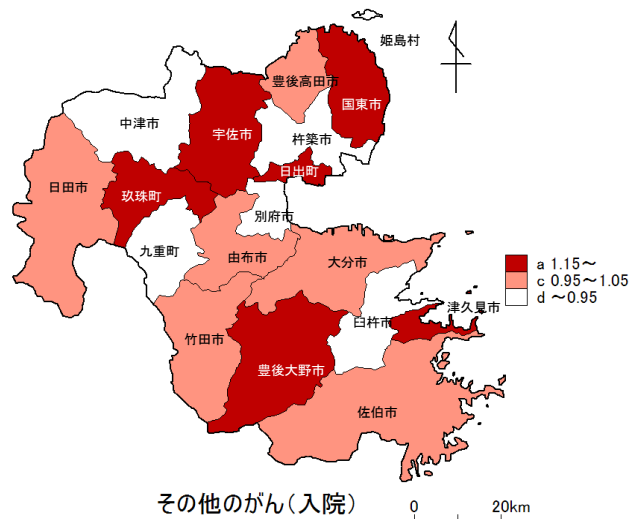 姫島村
豊後高田市
国東市
中津市
宇佐市
杵築市
日田市
玖珠町
日出町
別府市
九重町
由布市
大分市
a 1.15～
c 0.95～1.05
d ～0.95
津久見市
臼杵市
竹田市
豊後大野市
佐伯市
その他のがん（入院）
0 20km